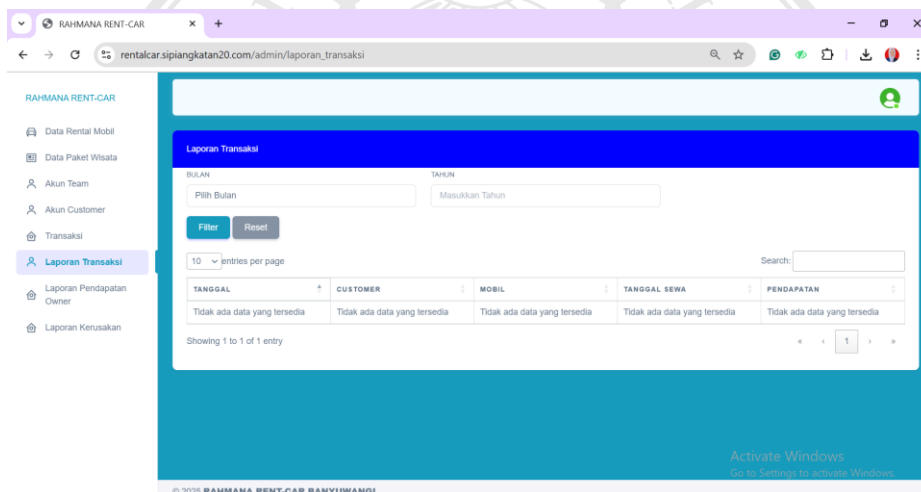 RAHMANA RENT-CAR
rentalcar.sipiangkatan20.com/admin/laporan_transaksi
RAHMANA RENT-CAR
Data Rental Mobil
Data Paket Wisata
Akun Team
Akun Customer
Transaksi
Laporan Transaksi
Laporan Pendapatan
Owner
Laporan Kerusakan
Laporan Transaksi
BULAN TAHUN
Pilih Bulan Masukkan Tahun
Filter Reset
10 entries per page Search:
TANGGAL CUSTOMER MOBIL TANGGAL SEWA PENDAPATAN
Tidak ada data yang tersedia Tidak ada data yang tersedia Tidak ada data yang tersedia Tidak ada data yang tersedia Tidak ada data yang tersedia
Showing 1 to 1 of 1 entry « ‹ 1 › »
Activate Windows
Go to Settings to activate Windows.
© 2025 RAHMANA RENT-CAR BANYUWANGI